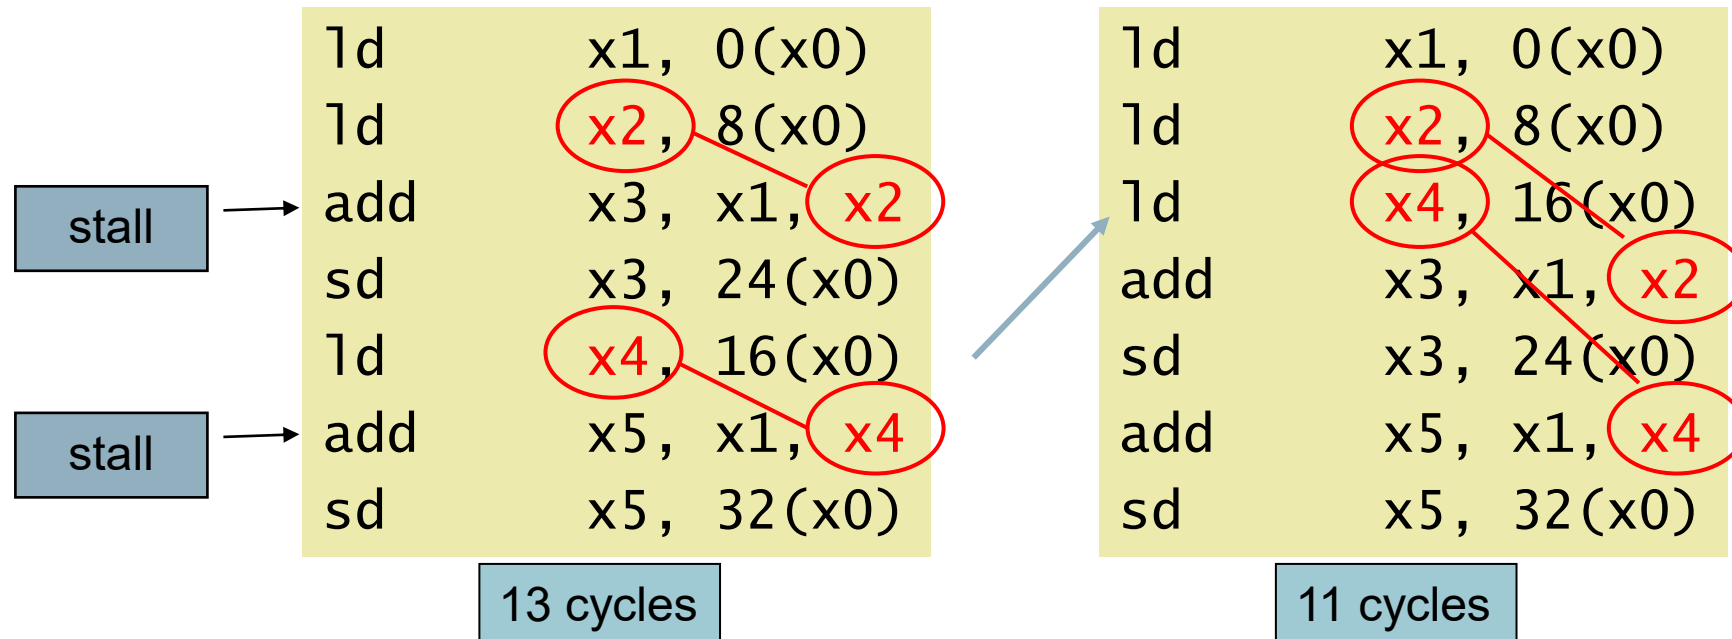 ld x1, 0(x0)
ld x2, 8(x0)
stall
add x3, x1, x2
sd x3, 24(x0)
ld x4, 16(x0)
stall
add x5, x1, x4
sd x5, 32(x0)
13 cycles
ld x1, 0(x0)
ld x2, 8(x0)
ld x4, 16(x0)
add x3, x1, x2
sd x3, 24(x0)
add x5, x1, x4
sd x5, 32(x0)
11 cycles